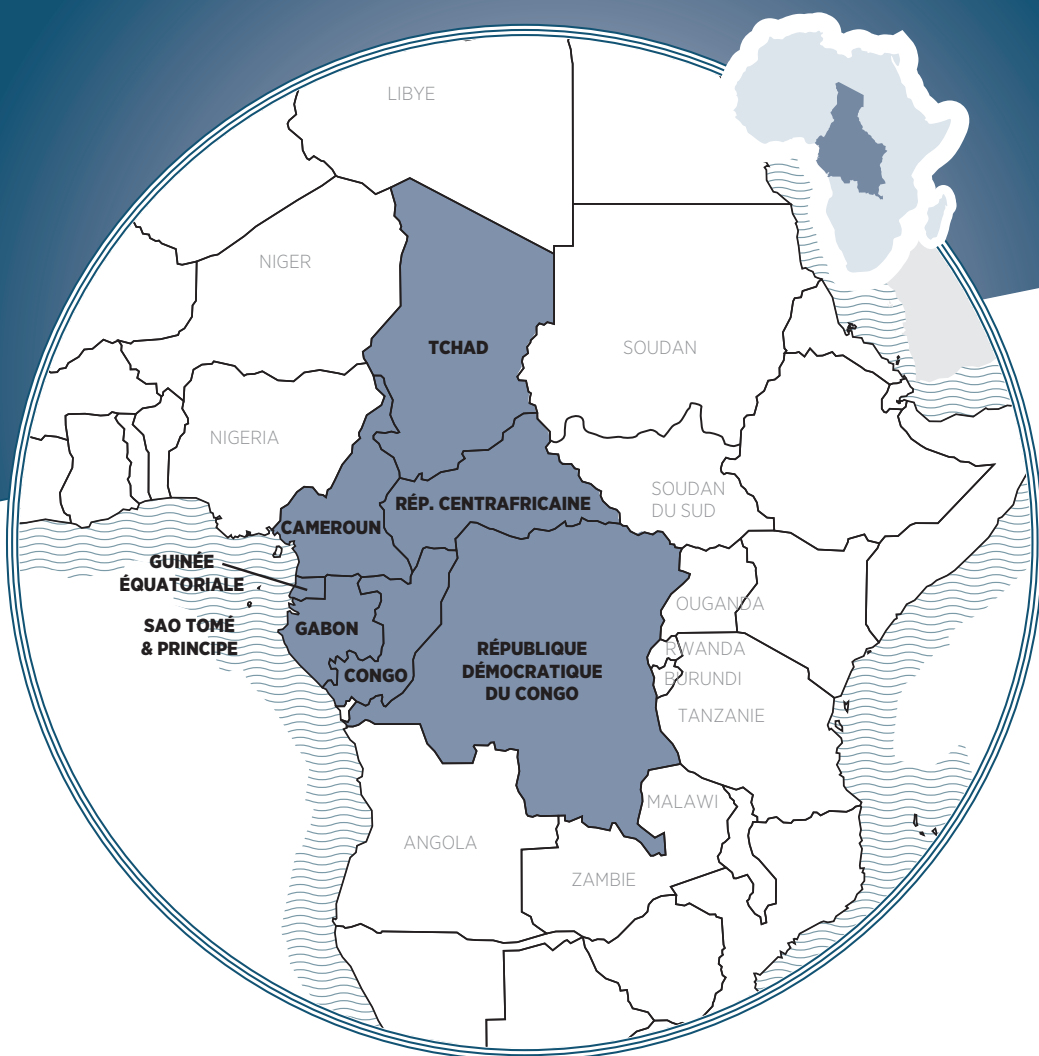 LIBYE
NIGER
TCHAD
SOUDAN
NIGERIA
RÉP. CENTRAFRICAINE
SOUDAN
DU SUD
CAMEROUN
GUINÉE
ÉQUATORIALE
SAO TOMÉ
& PRINCIPE
GABON
CONGO
RÉPUBLIQUE
DÉMOCRATIQUE
DU CONGO
OUGANDA
RWANDA
BURUNDI
TANZANIE
MALAWI
ANGOLA
ZAMBIE